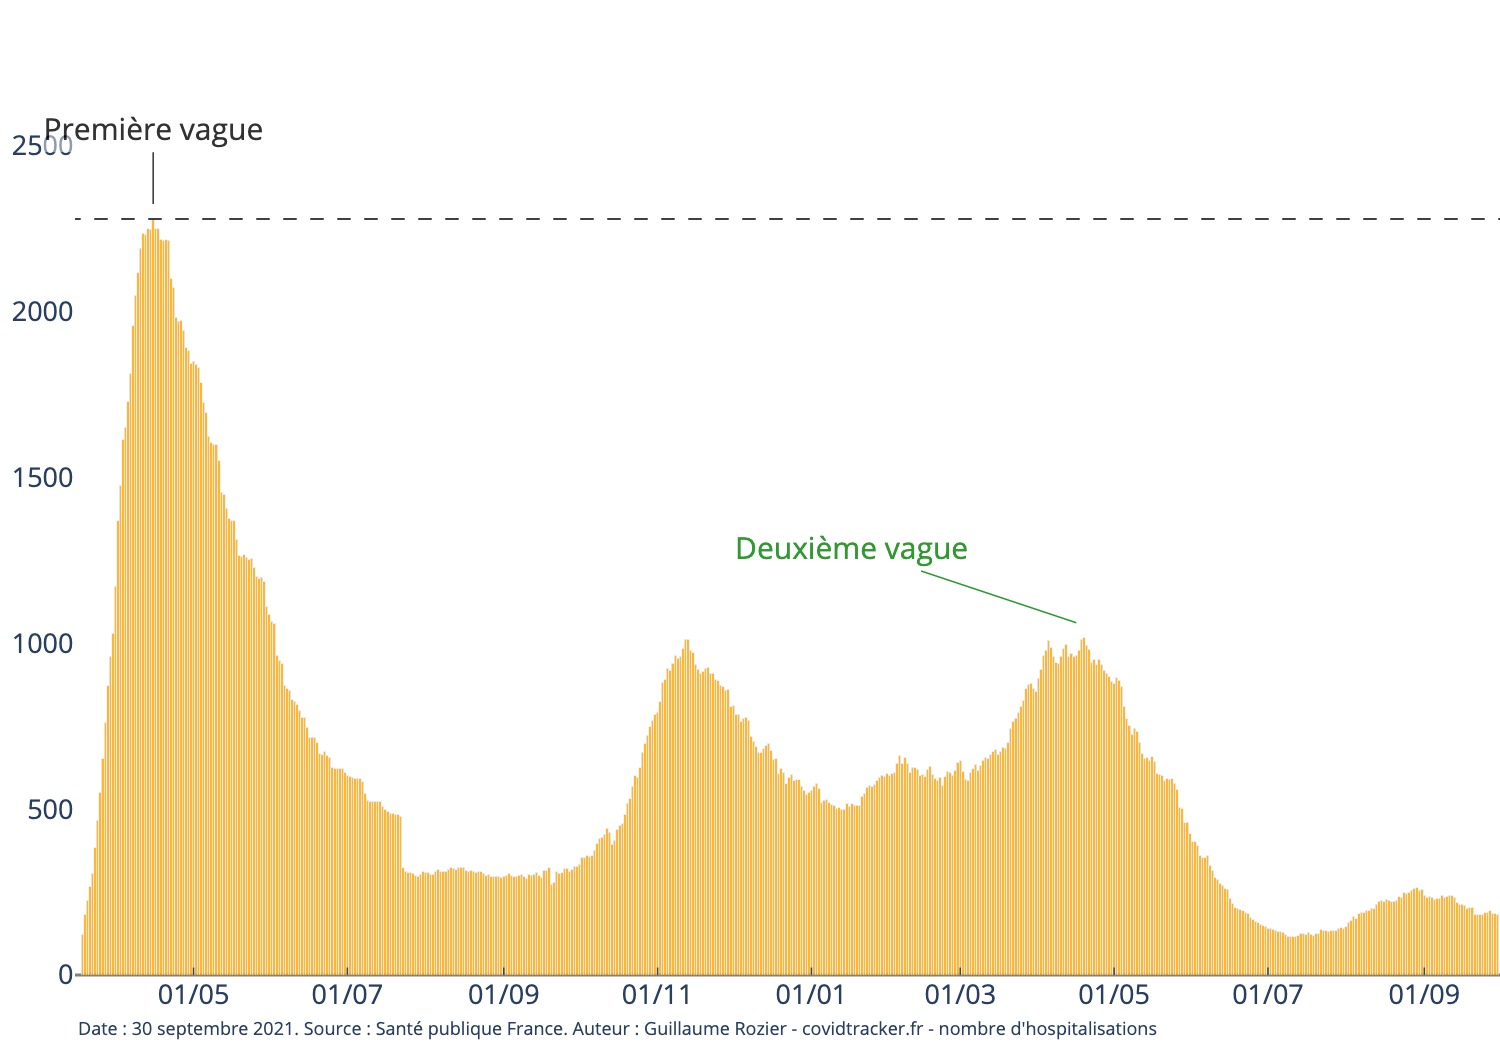 Première vague
2500
2000
1500
Deuxième vague
1000
500
0
01/05 01/07 01/09 01/11 01/01 01/03 01/05 01/07 01/09
Date : 30 septembre 2021. Source : Santé publique France. Auteur : Guillaume Rozier - covidtracker.fr - nombre d'hospitalisations